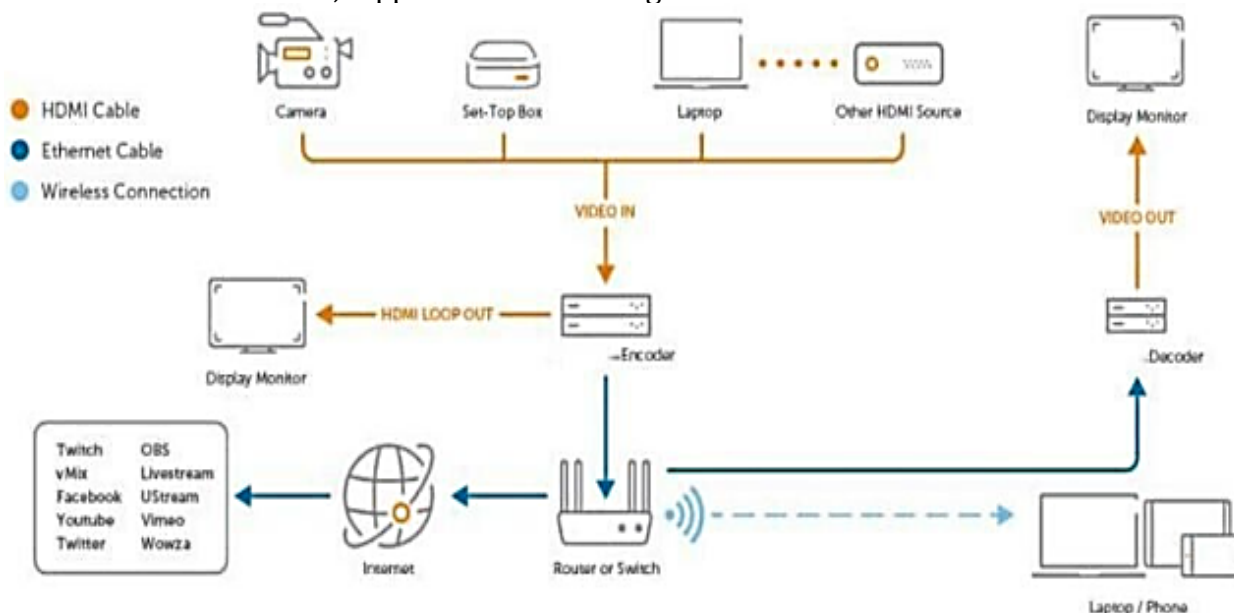 Camera
Set-Top Box
Laptop
Other HDMI Source
Display Monitor
HDMI Cable
Ethernet Cable
Wireless Connection
VIDEO IN
VIDEO OUT
HDMI LOOP OUT
Encoder
Decoder
Display Monitor
Twitch OBS
vMix Livestream
Facebook UStream
Youtube Vimeo
Twitter Wowza
Internet
Router or Switch
Laptop / Phone